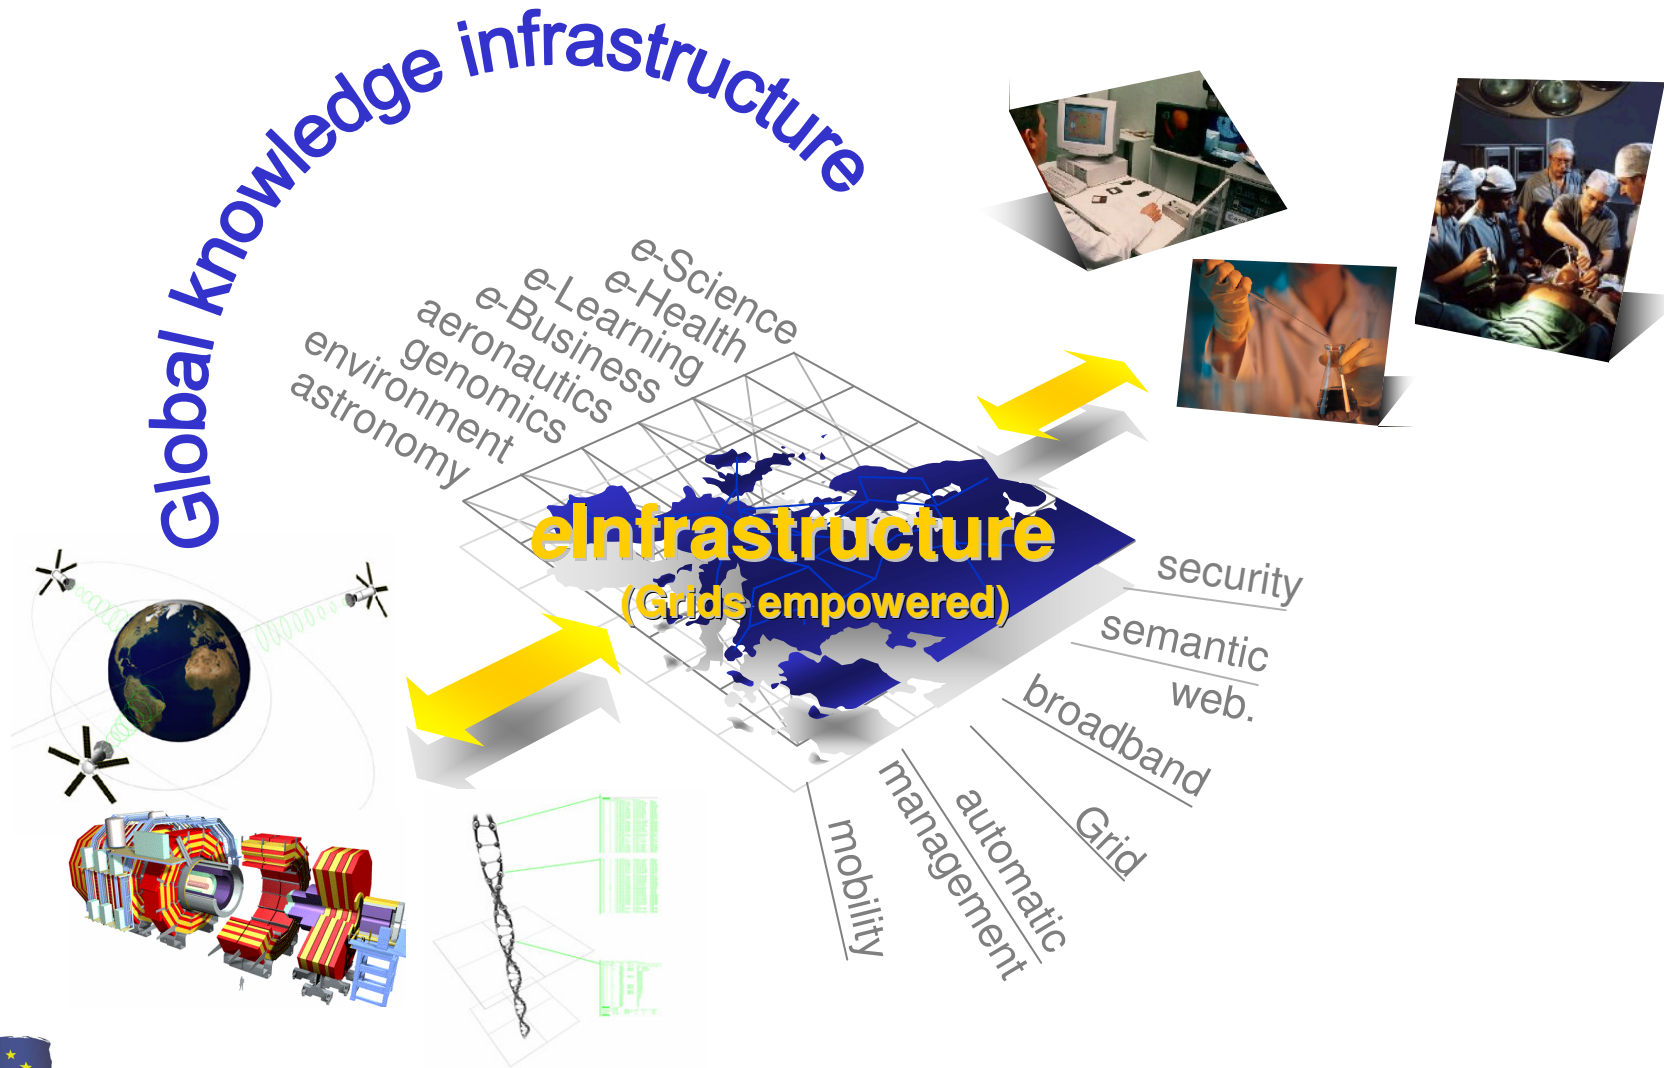 Global knowledge infrastructure
e-Science
e-Health
e-Learning
e-Business
aeronautics
genomics
environment
astronomy
eInfrastructure
(Grids empowered)
security
semantic
web.
broadband
Grid
automatic
management
mobility